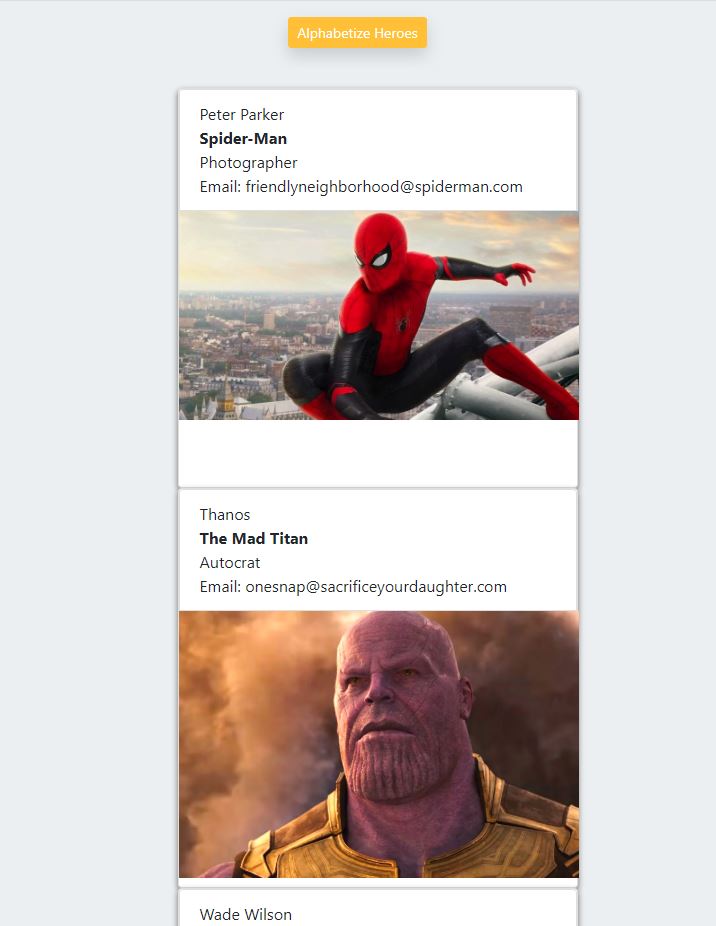 Alphabetize Heroes
Peter Parker
Spider-Man
Photographer
Email: friendlyneighborhood@spiderman.com
Thanos
The Mad Titan
Autocrat
Email: onesnap@sacrificeyourdaughter.com
Wade Wilson